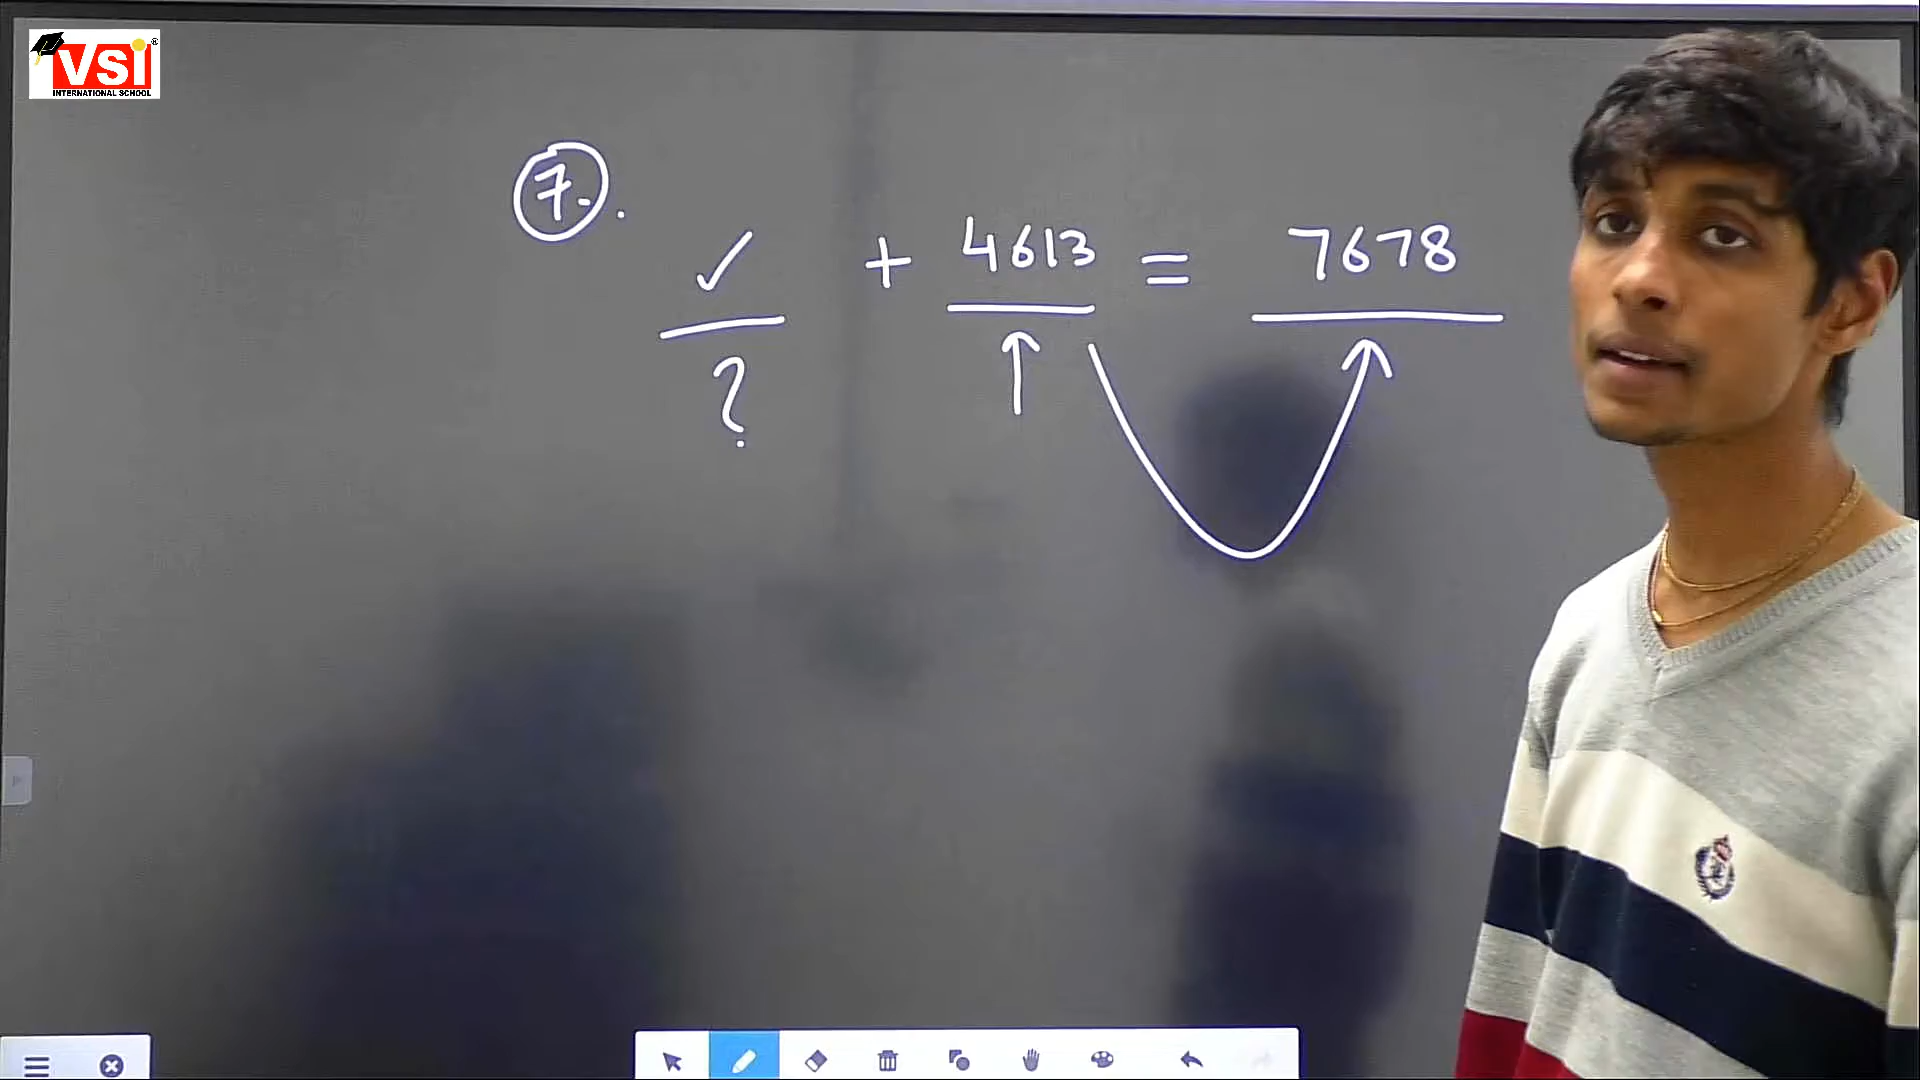 VSI
INTERNATIONAL SCHOOL
7.
✓ + 4613 = 7678
?